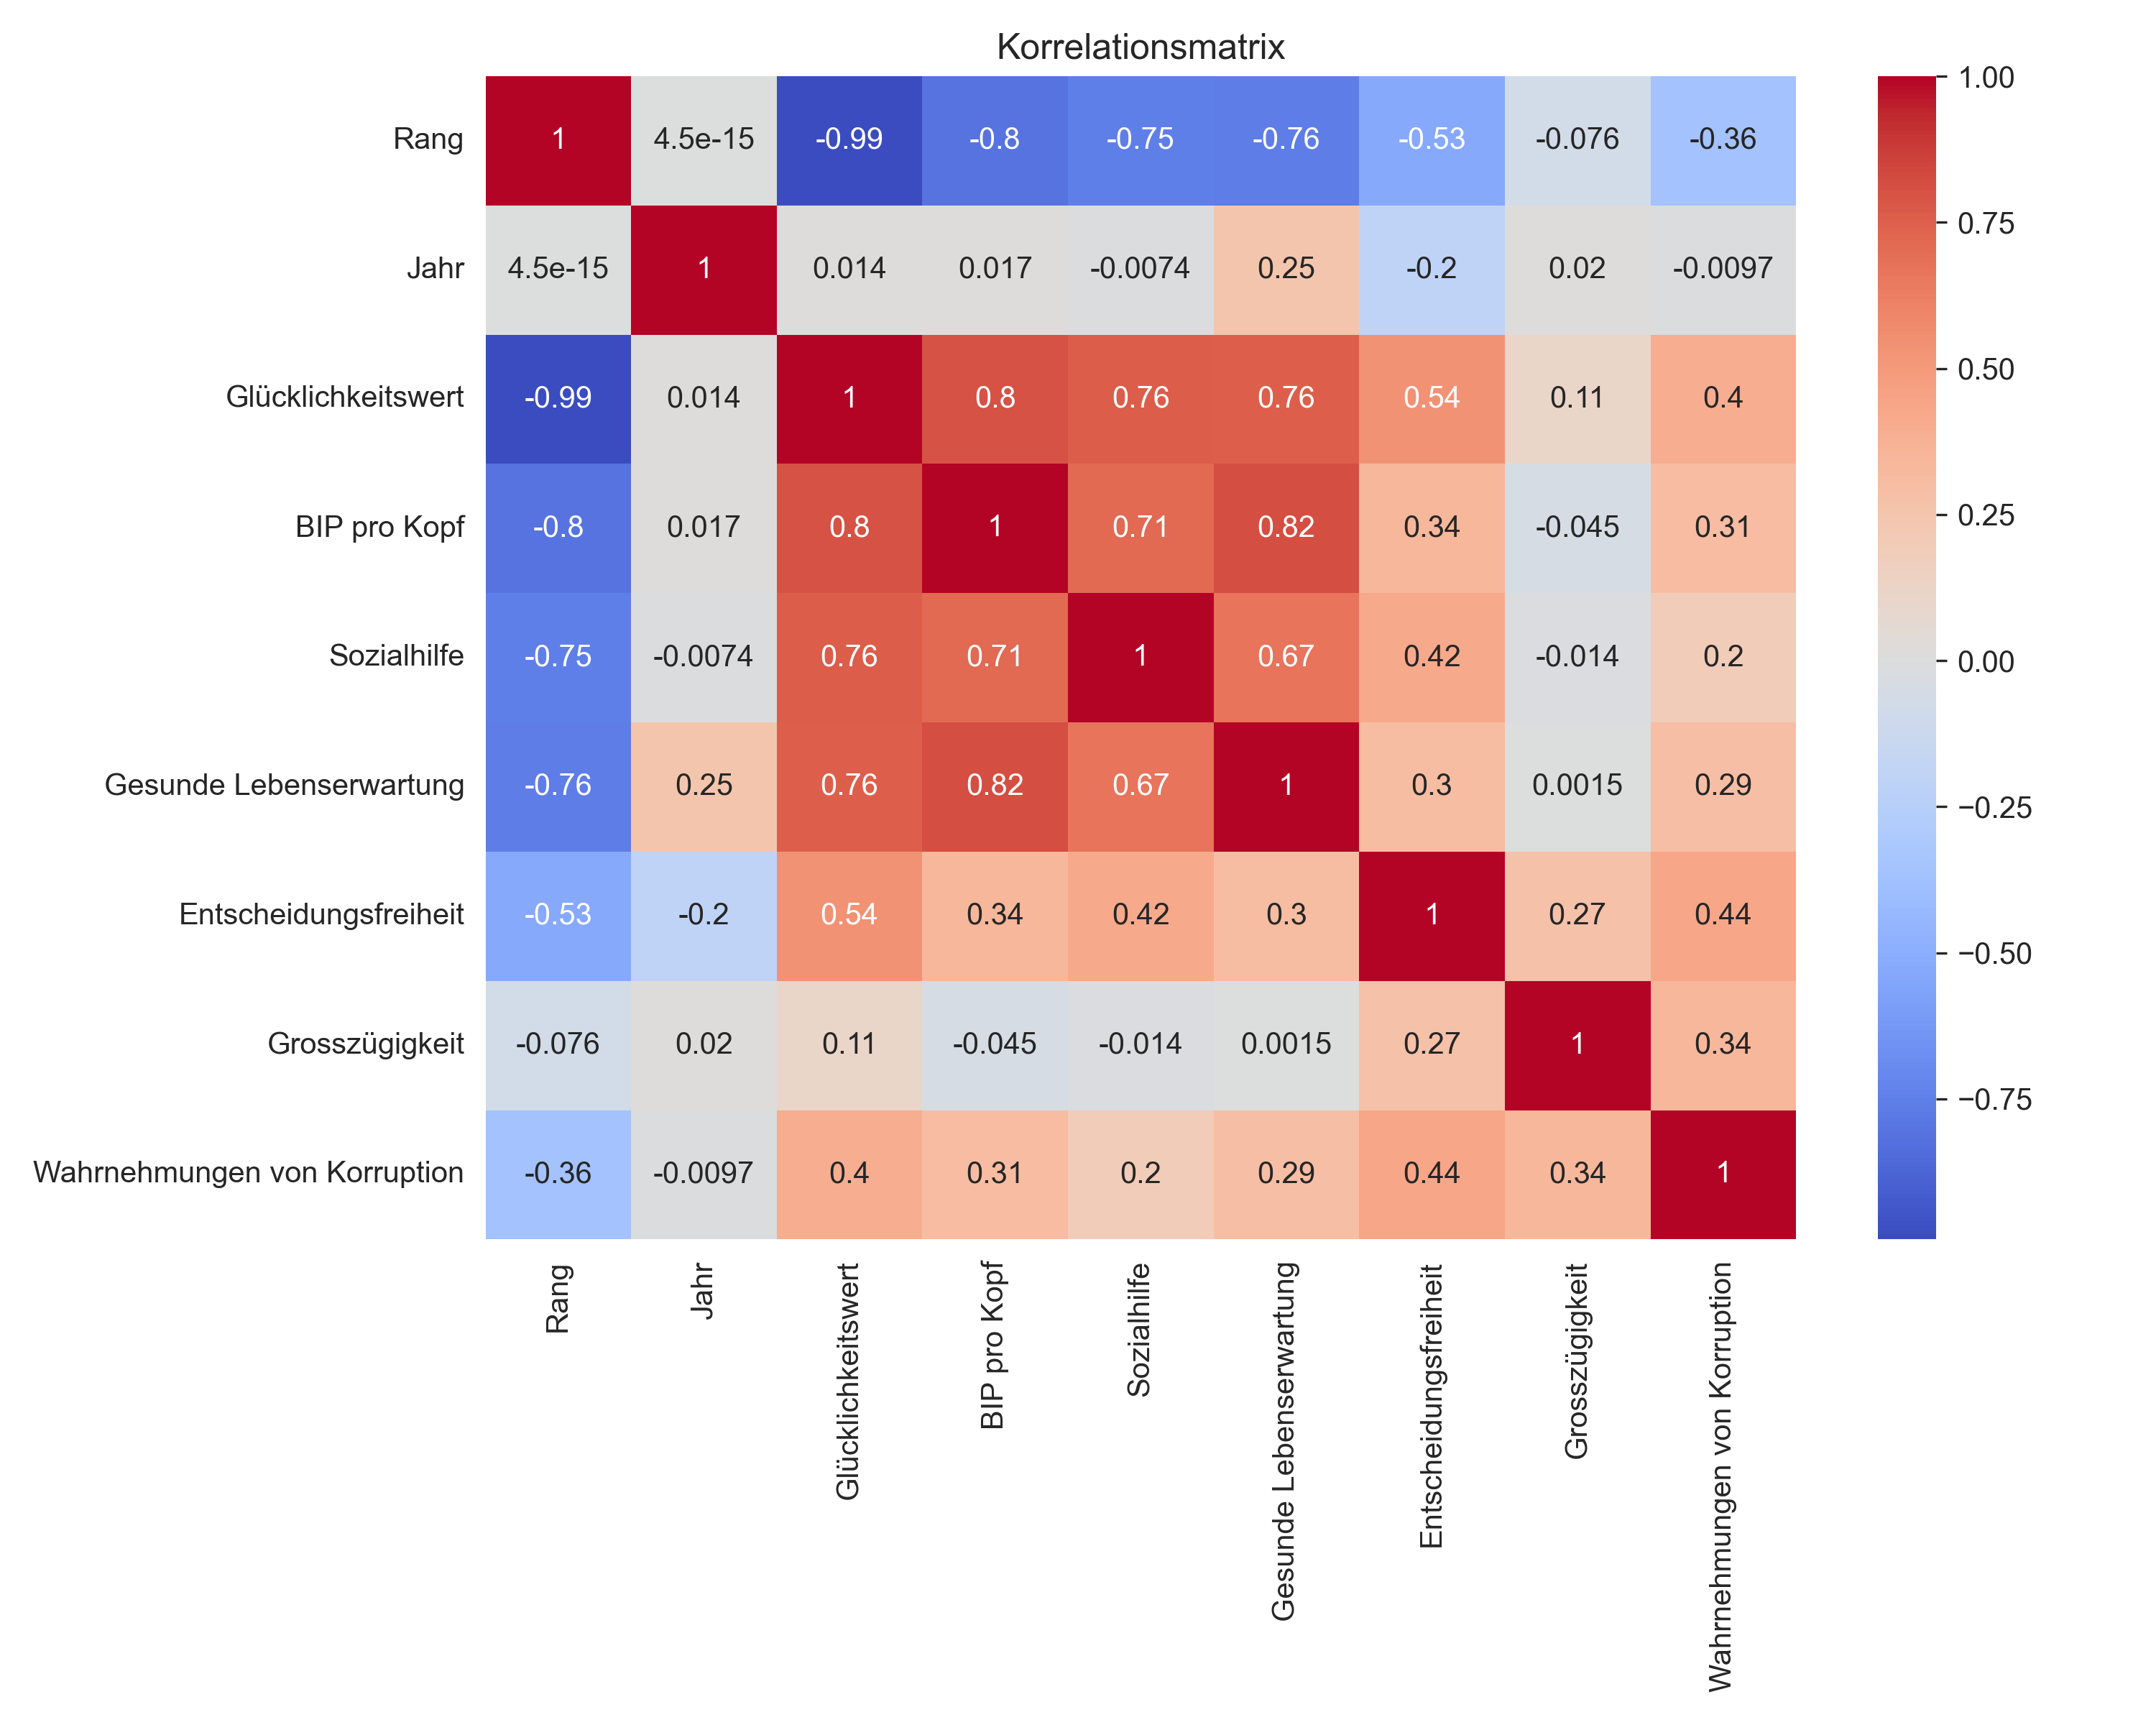 Korrelationsmatrix
Rang 1 4.5e-15 -0.99 -0.8 -0.75 -0.76 -0.53 -0.076 -0.36
Jahr 4.5e-15 1 0.014 0.017 -0.0074 0.25 -0.2 0.02 -0.0097
Glücklichkeitswert -0.99 0.014 1 0.8 0.76 0.76 0.54 0.11 0.4
BIP pro Kopf -0.8 0.017 0.8 1 0.71 0.82 0.34 -0.045 0.31
Sozialhilfe -0.75 -0.0074 0.76 0.71 1 0.67 0.42 -0.014 0.2
Gesunde Lebenserwartung -0.76 0.25 0.76 0.82 0.67 1 0.3 0.0015 0.29
Entscheidungsfreiheit -0.53 -0.2 0.54 0.34 0.42 0.3 1 0.27 0.44
Grosszügigkeit -0.076 0.02 0.11 -0.045 -0.014 0.0015 0.27 1 0.34
Wahrnehmungen von Korruption -0.36 -0.0097 0.4 0.31 0.2 0.29 0.44 0.34 1
Rang
Jahr
Glücklichkeitswert
BIP pro Kopf
Sozialhilfe
Gesunde Lebenserwartung
Entscheidungsfreiheit
Grosszügigkeit
Wahrnehmungen von Korruption
1.00
0.75
0.50
0.25
0.00
−0.25
−0.50
−0.75